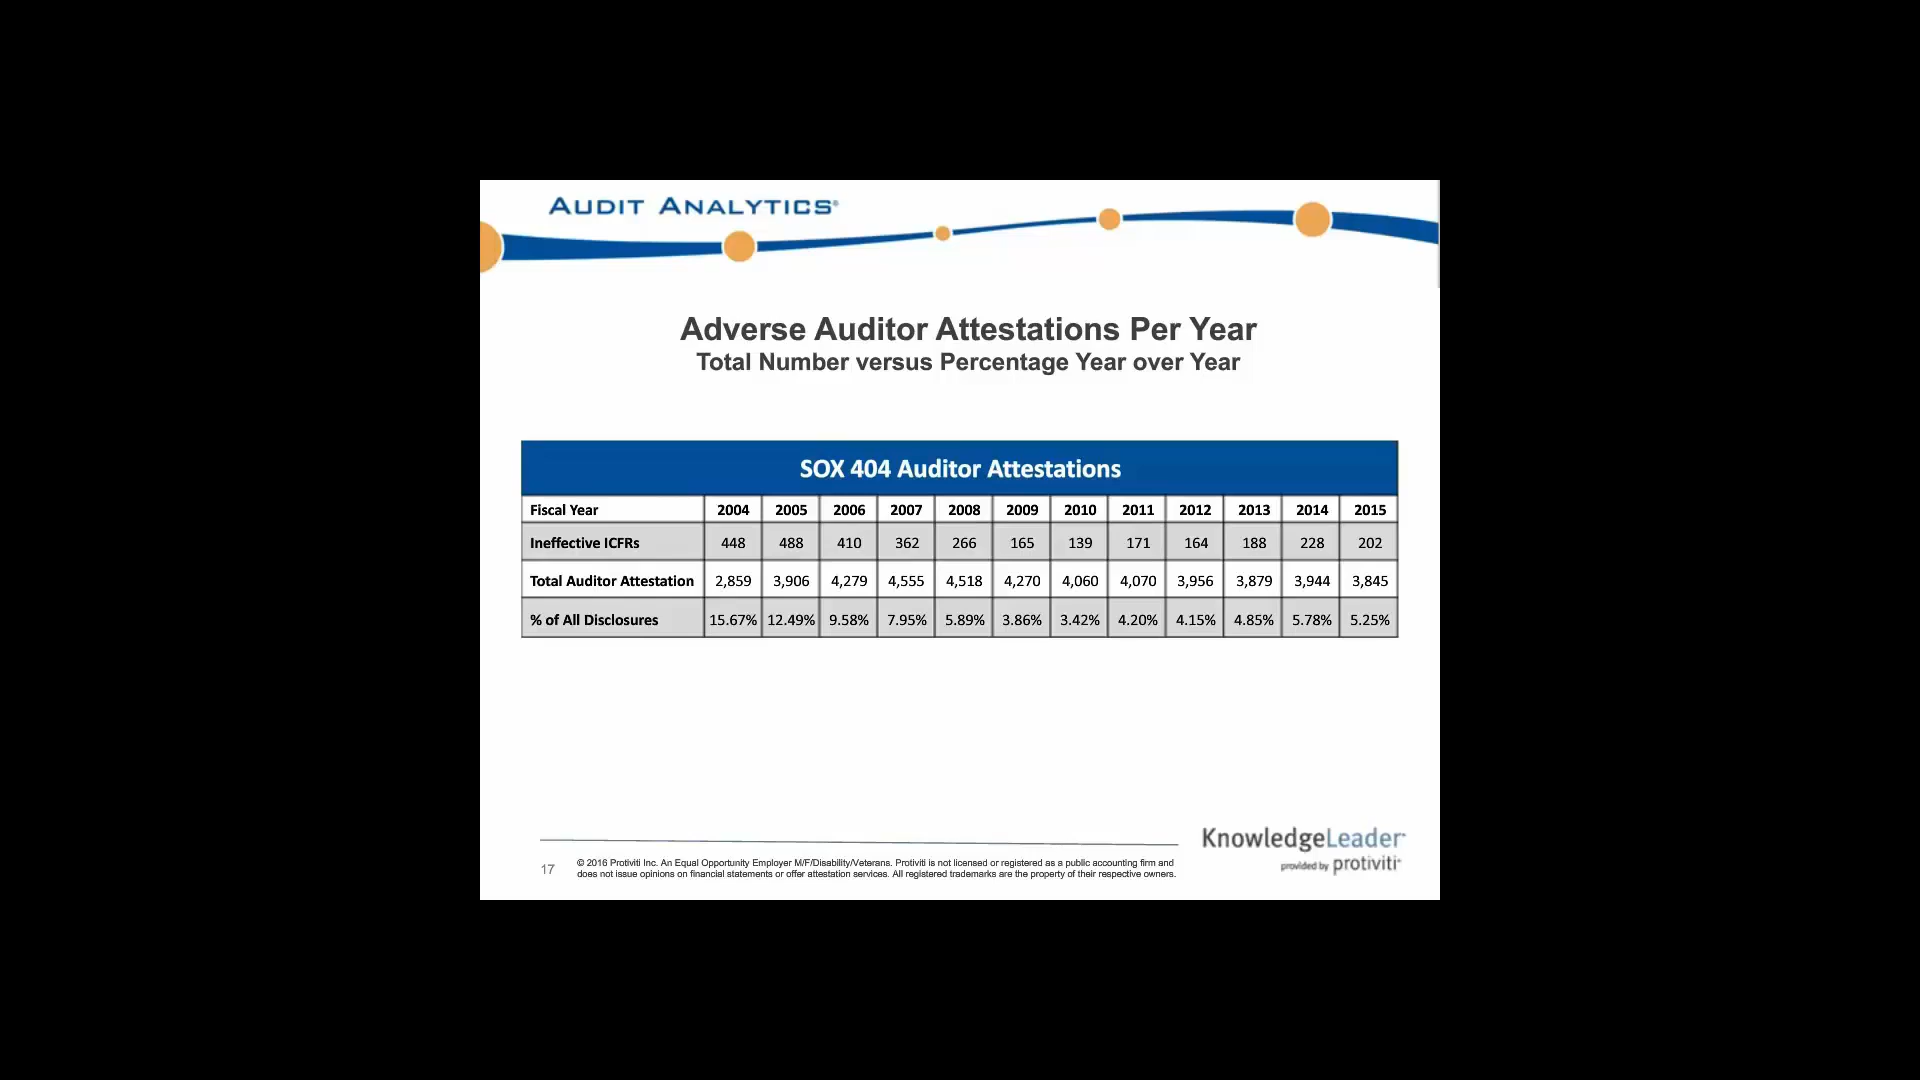 AUDIT ANALYTICS®
Adverse Auditor Attestations Per Year
Total Number versus Percentage Year over Year
SOX 404 Auditor Attestations
Fiscal Year 2004 2005 2006 2007 2008 2009 2010 2011 2012 2013 2014 2015
Ineffective ICFRs 448 488 410 362 266 165 139 171 164 188 228 202
Total Auditor Attestation 2,859 3,906 4,279 4,555 4,518 4,270 4,060 4,070 3,956 3,879 3,944 3,845
% of All Disclosures 15.67% 12.49% 9.58% 7.95% 5.89% 3.86% 3.42% 4.20% 4.15% 4.85% 5.78% 5.25%
KnowledgeLeader
provided by protiviti
17
© 2016 Protiviti Inc. An Equal Opportunity Employer M/F/Disability/Veterans. Protiviti is not licensed or registered as a public accounting firm and
does not issue opinions on financial statements or offer attestation services. All registered trademarks are the property of their respective owners.